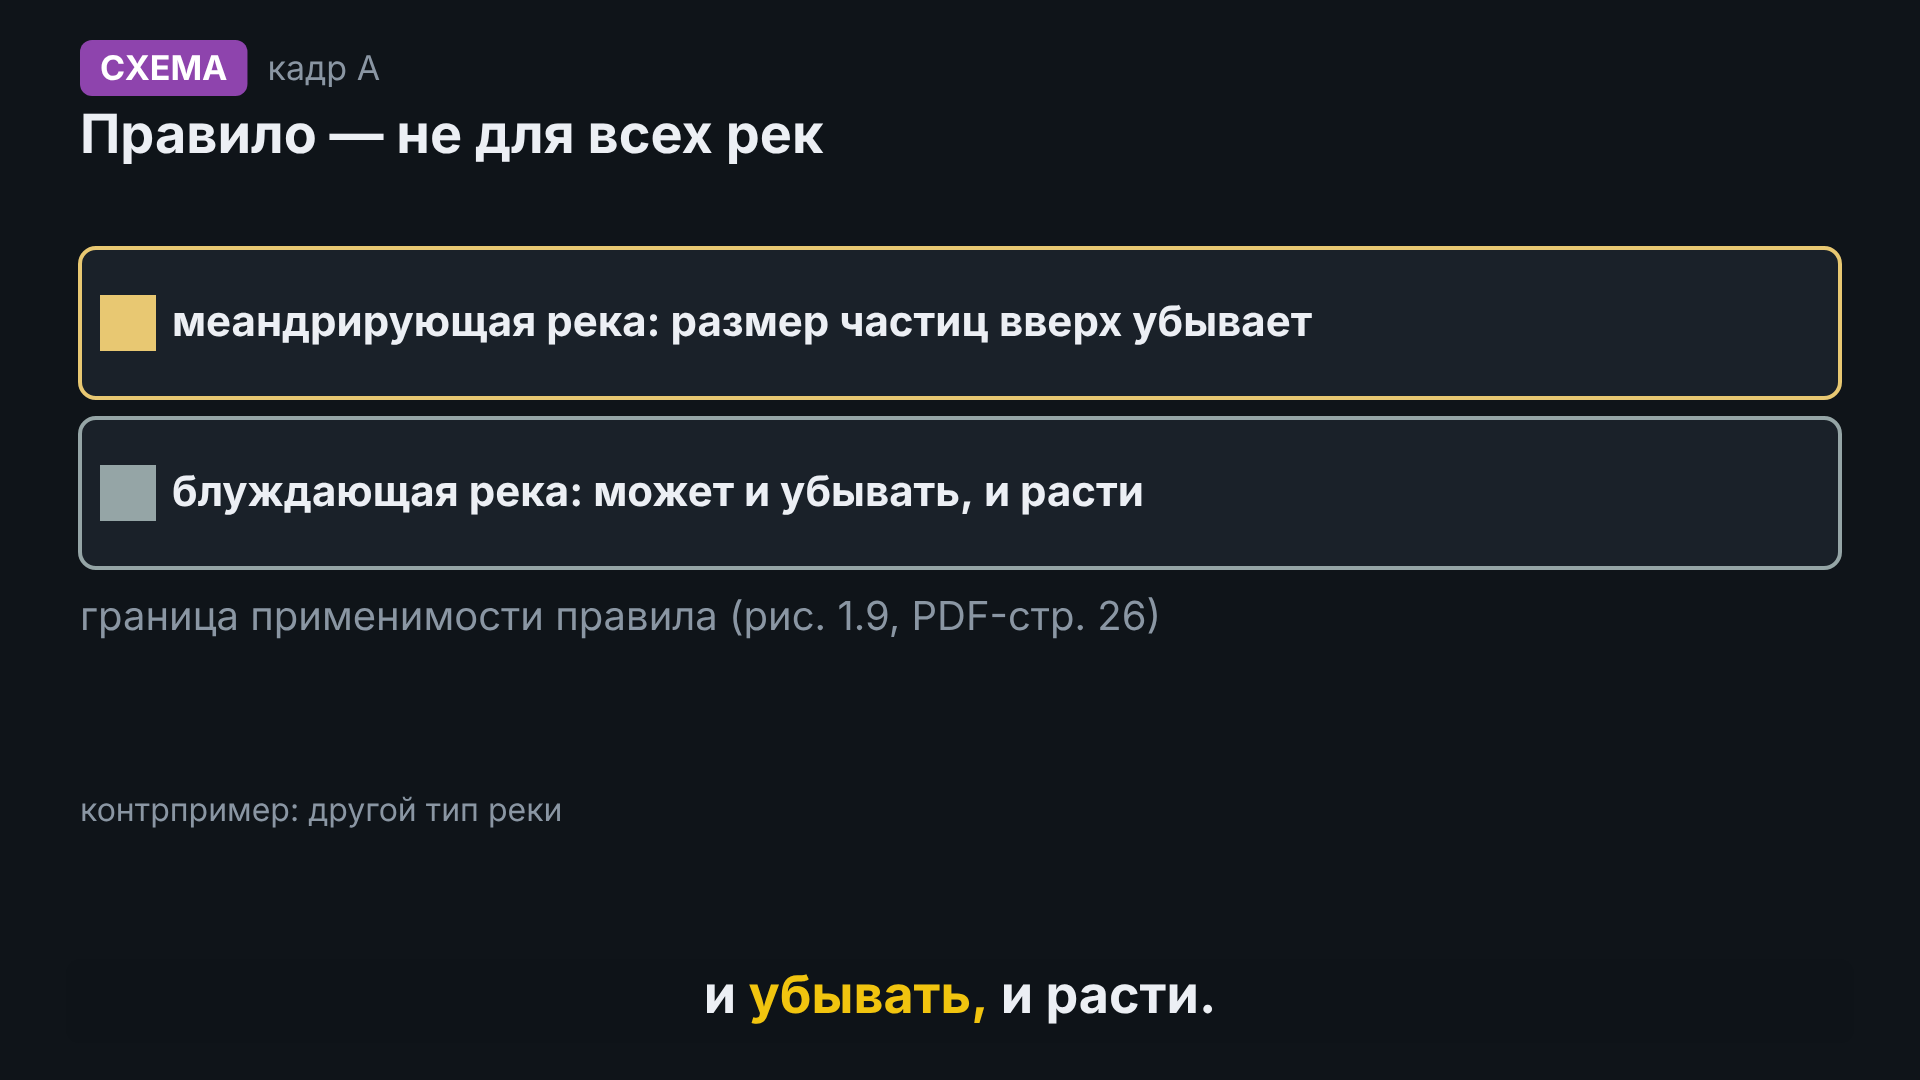 СХЕМА кадр А
Правило — не для всех рек
меандрирующая река: размер частиц вверх убывает
блуждающая река: может и убывать, и расти
граница применимости правила (рис. 1.9, PDF-стр. 26)
контрпример: другой тип реки
и убывать, и расти.